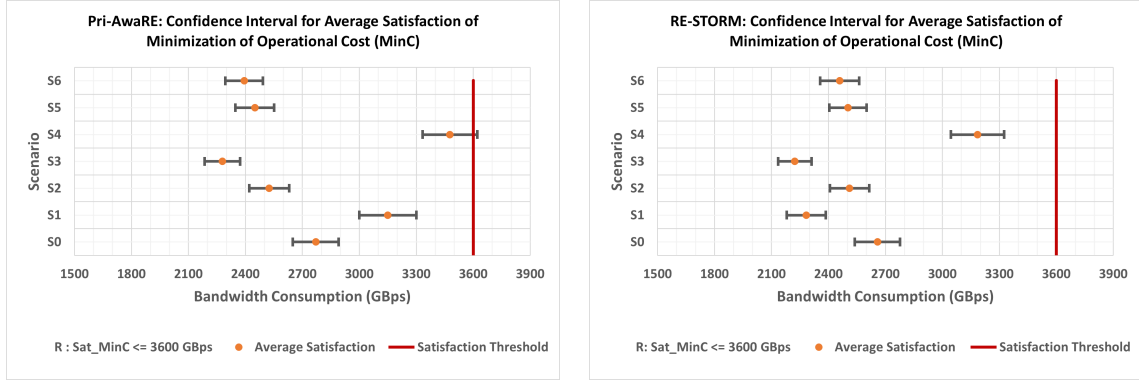 Pri-AwaRE: Confidence Interval for Average Satisfaction of
Minimization of Operational Cost (MinC)
Scenario
S6
S5
S4
S3
S2
S1
S0
1500 1800 2100 2400 2700 3000 3300 3600 3900
Bandwidth Consumption (GBps)
R : Sat_MinC <= 3600 GBps Average Satisfaction Satisfaction Threshold
RE-STORM: Confidence Interval for Average Satisfaction of
Minimization of Operational Cost (MinC)
Scenario
S6
S5
S4
S3
S2
S1
S0
1500 1800 2100 2400 2700 3000 3300 3600 3900
Bandwidth Consumption (GBps)
R: Sat_MinC <= 3600 GBps Average Satisfaction Satisfaction Threshold